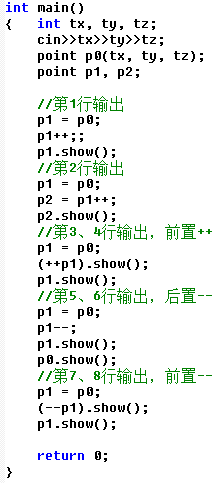 int main()
{    int tx, ty, tz;
     cin>>tx>>ty>>tz;
     point p0(tx, ty, tz);
     point p1, p2;

     //第1行输出
     p1 = p0;
     p1++;;
     p1.show();
     //第2行输出
     p1 = p0;
     p2 = p1++;
     p2.show();
     //第3、4行输出，前置++
     p1 = p0;
     (++p1).show();
     p1.show();
     //第5、6行输出，后置--
     p1 = p0;
     p1--;
     p1.show();
     p0.show();
     //第7、8行输出，前置--
     p1 = p0;
     (--p1).show();
     p1.show();

     return 0;
}